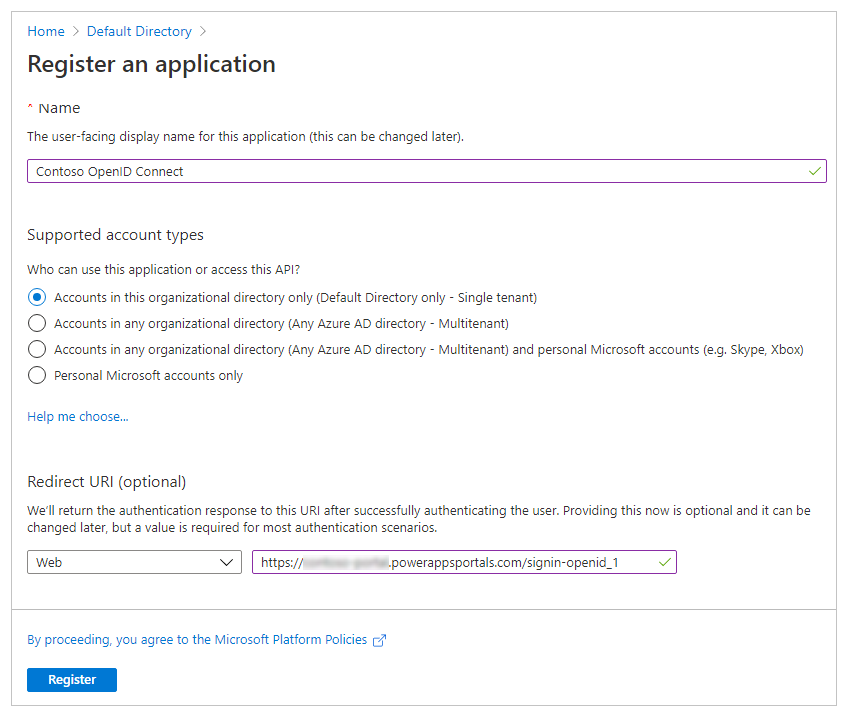 Home > Default Directory >
Register an application
* Name
The user-facing display name for this application (this can be changed later).
Contoso OpenID Connect
Supported account types
Who can use this application or access this API?
Accounts in this organizational directory only (Default Directory only - Single tenant)
Accounts in any organizational directory (Any Azure AD directory - Multitenant)
Accounts in any organizational directory (Any Azure AD directory - Multitenant) and personal Microsoft accounts (e.g. Skype, Xbox)
Personal Microsoft accounts only
Help me choose...
Redirect URI (optional)
We'll return the authentication response to this URI after successfully authenticating the user. Providing this now is optional and it can be
changed later, but a value is required for most authentication scenarios.
Web https:// .powerappsportals.com/signin-openid_1
By proceeding, you agree to the Microsoft Platform Policies
Register